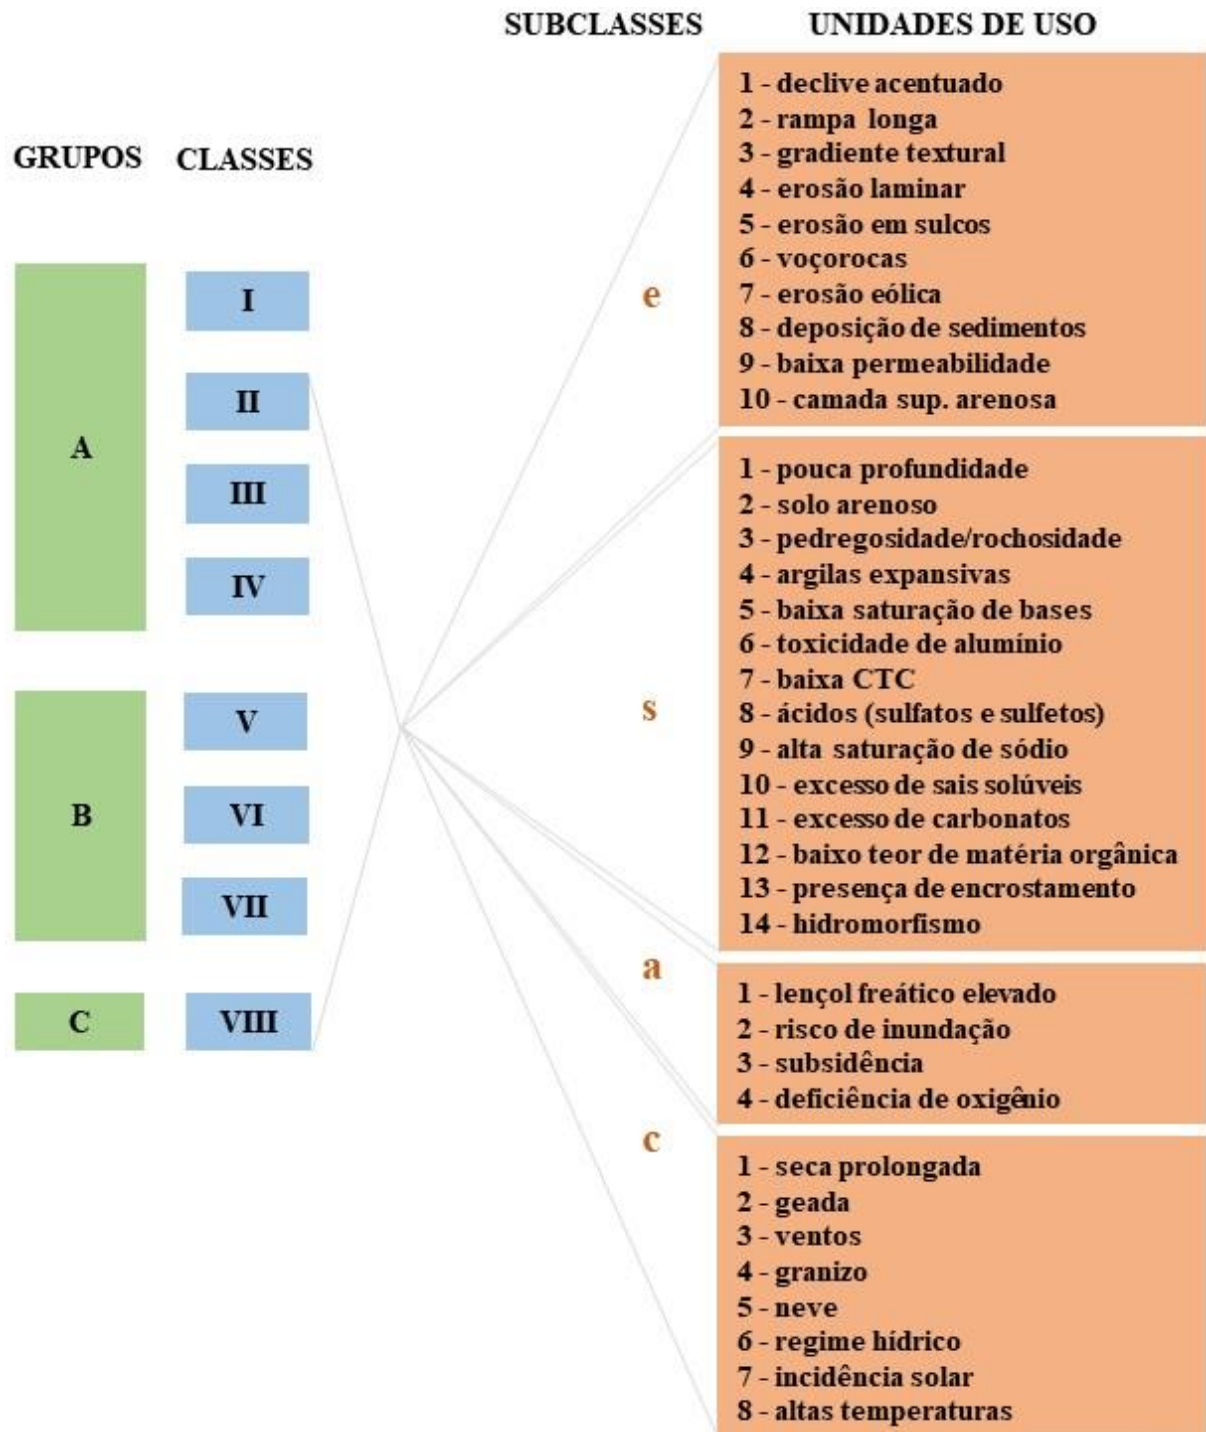 SUBCLASSES
UNIDADES DE USO
GRUPOS
CLASSES
A
B
C
I
II
III
IV
V
VI
VII
VIII
e
1 - declive acentuado
2 - rampa longa
3 - gradiente textural
4 - erosão laminar
5 - erosão em sulcos
6 - voçorocas
7 - erosão eólica
8 - deposição de sedimentos
9 - baixa permeabilidade
10 - camada sup. arenosa
s
1 - pouca profundidade
2 - solo arenoso
3 - pedregosidade/rochosidade
4 - argilas expansivas
5 - baixa saturação de bases
6 - toxicidade de alumínio
7 - baixa CTC
8 - ácidos (sulfatos e sulfetos)
9 - alta saturação de sódio
10 - excesso de sais solúveis
11 - excesso de carbonatos
12 - baixo teor de matéria orgânica
13 - presença de encrostamento
14 - hidromorfismo
a
1 - lençol freático elevado
2 - risco de inundação
3 - subsidência
4 - deficiência de oxigênio
c
1 - seca prolongada
2 - geada
3 - ventos
4 - granizo
5 - neve
6 - regime hídrico
7 - incidência solar
8 - altas temperaturas